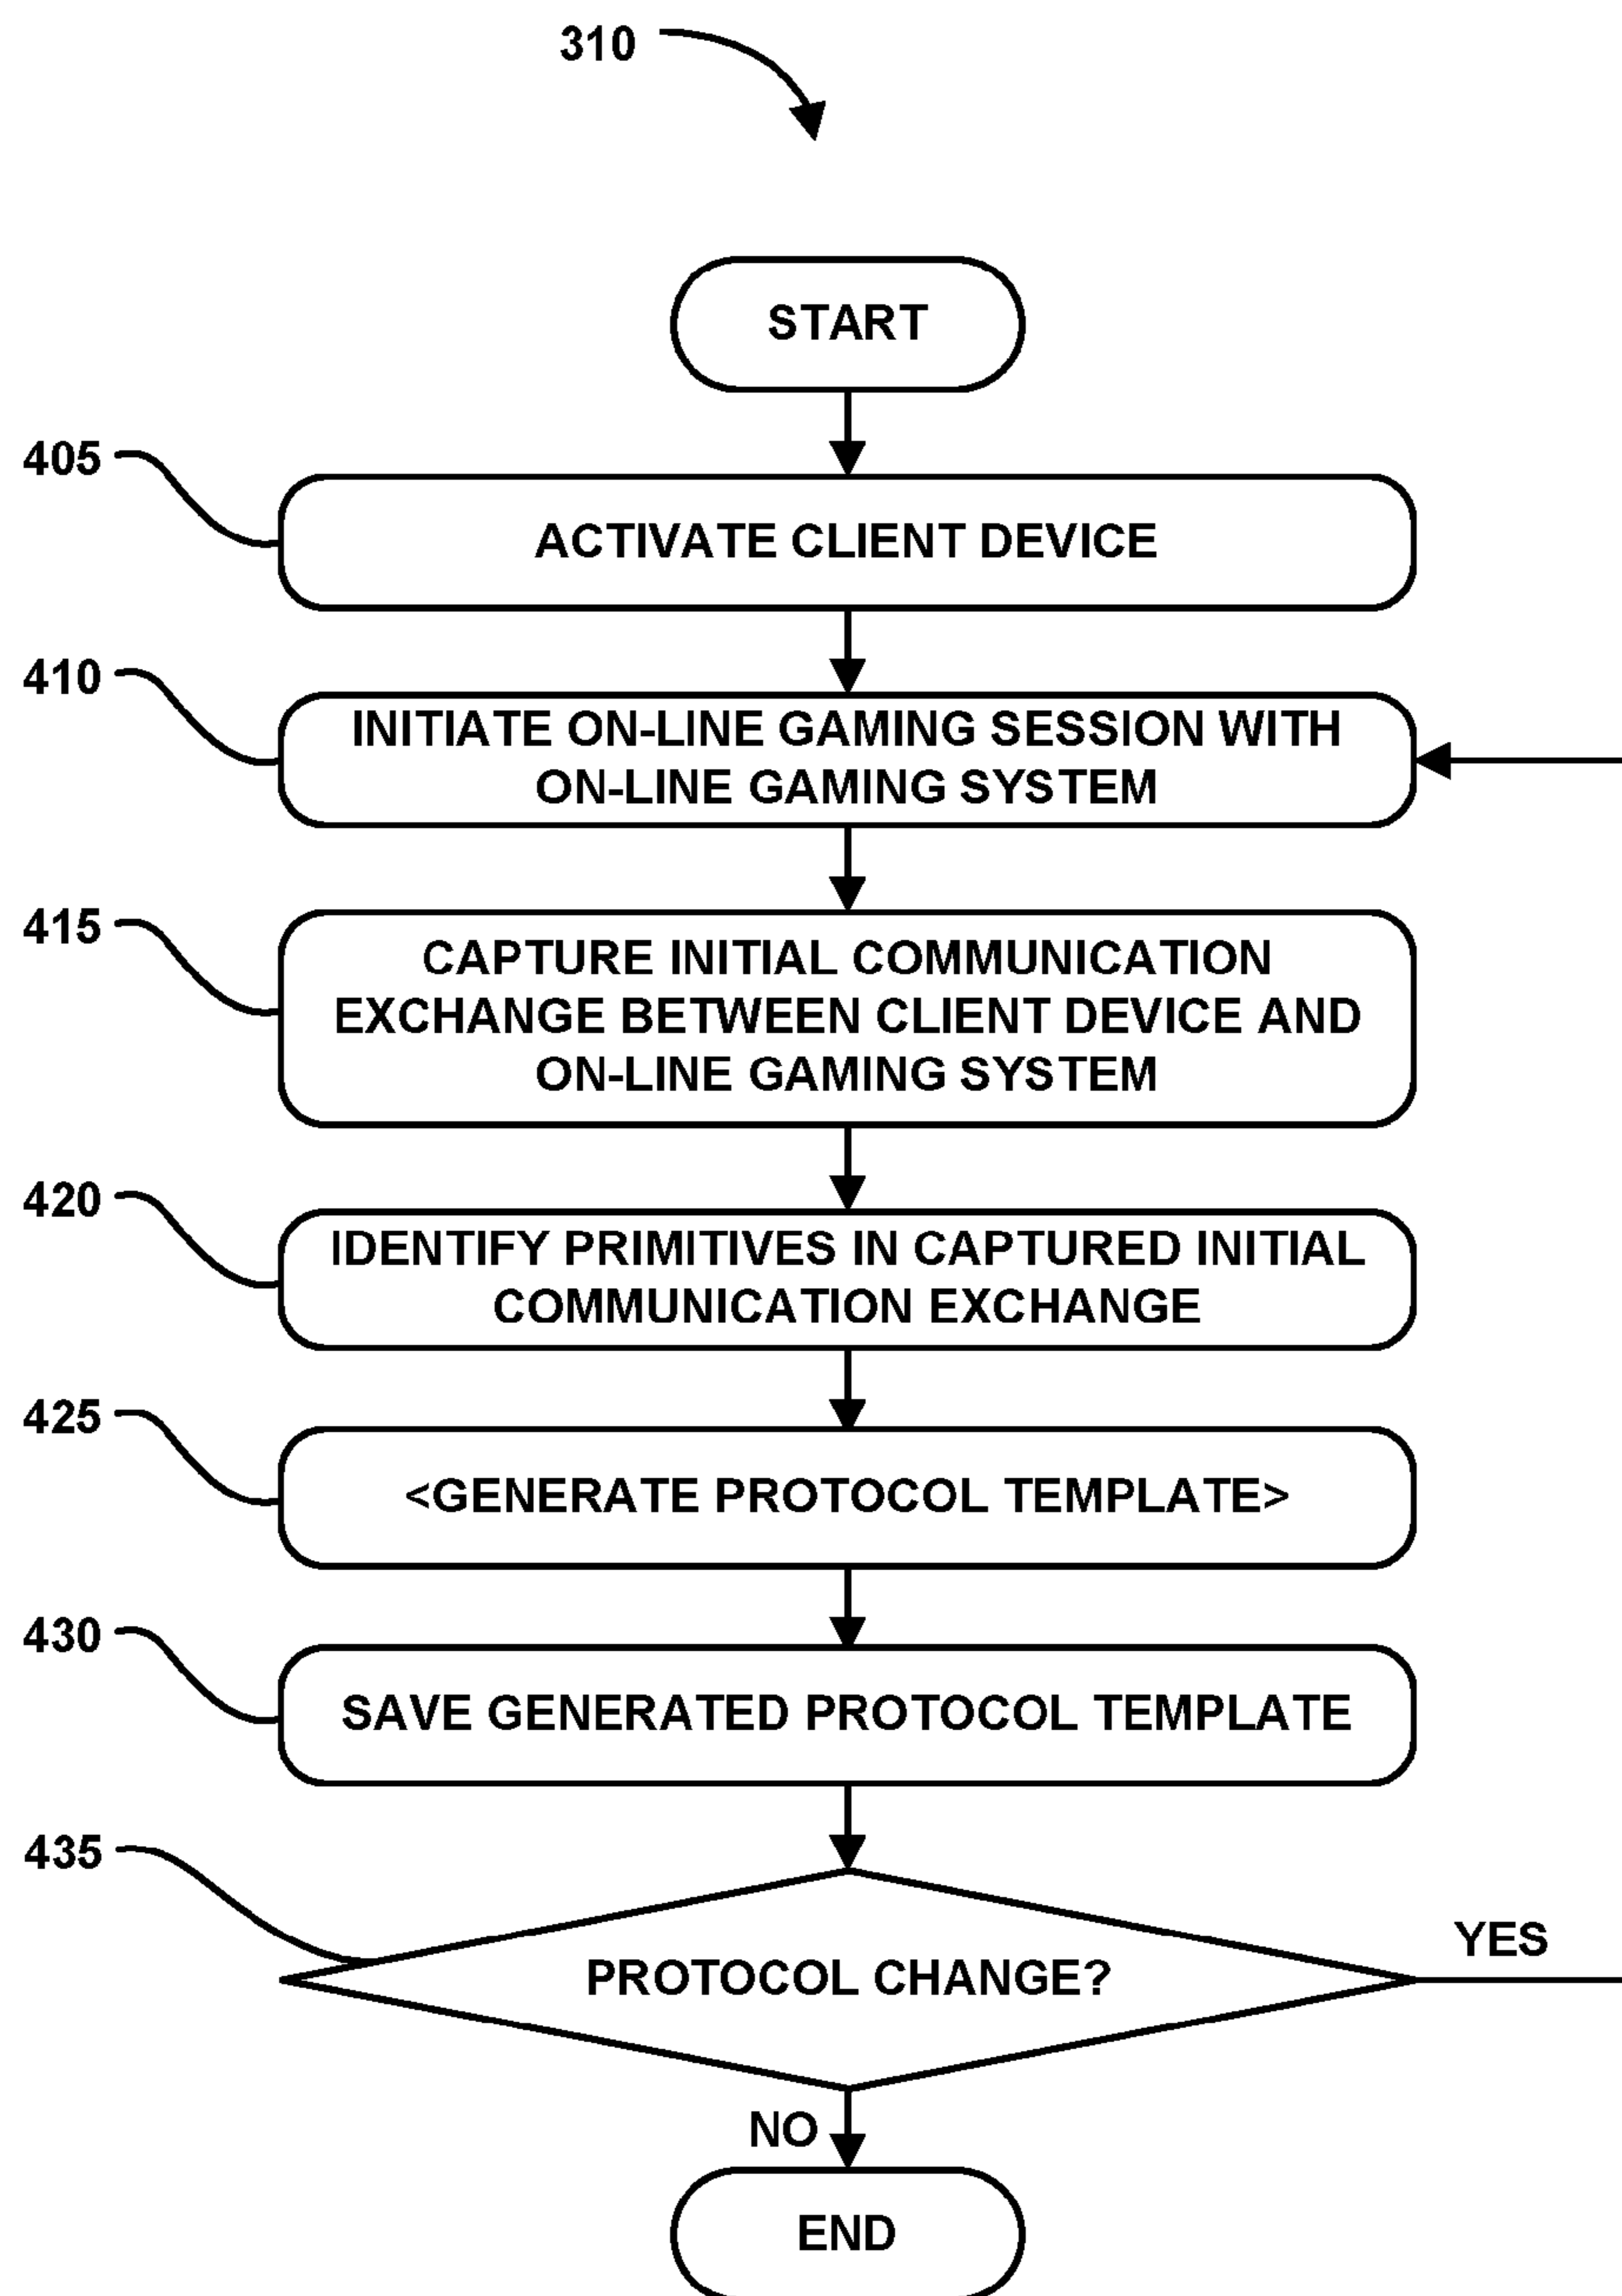 310
START
405
ACTIVATE CLIENT DEVICE
410
INITIATE ON-LINE GAMING SESSION WITH
ON-LINE GAMING SYSTEM
415
CAPTURE INITIAL COMMUNICATION
EXCHANGE BETWEEN CLIENT DEVICE AND
ON-LINE GAMING SYSTEM
420
IDENTIFY PRIMITIVES IN CAPTURED INITIAL
COMMUNICATION EXCHANGE
425
<GENERATE PROTOCOL TEMPLATE>
430
SAVE GENERATED PROTOCOL TEMPLATE
435
PROTOCOL CHANGE?
YES
NO
END